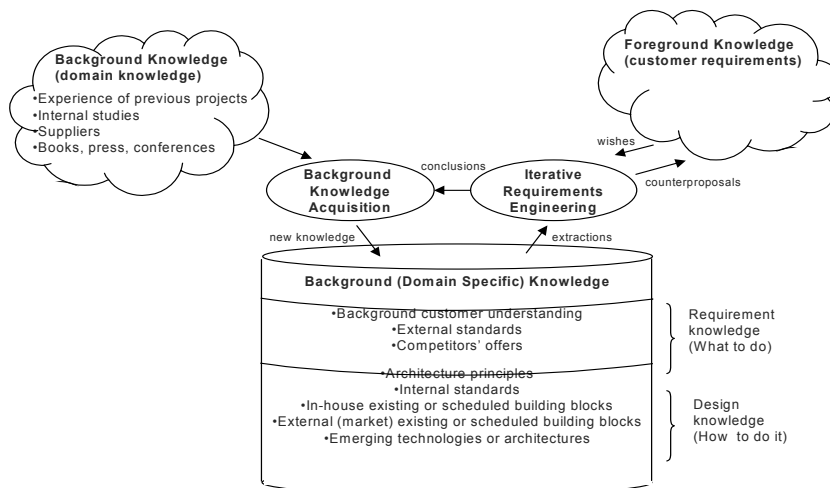 Background Knowledge
(domain knowledge)
•Experience of previous projects
•Internal studies
•Suppliers
•Books, press, conferences
Foreground Knowledge
(customer requirements)
wishes
conclusions
counterproposals
Background
Knowledge
Acquisition
Iterative
Requirements
Engineering
new knowledge
extractions
Background (Domain Specific) Knowledge
•Background customer understanding
•External standards
•Competitors' offers
Requirement
knowledge
(What to do)
•Architecture principles
•Internal standards
•In-house existing or scheduled building blocks
•External (market) existing or scheduled building blocks
•Emerging technologies or architectures
Design
knowledge
(How to do it)